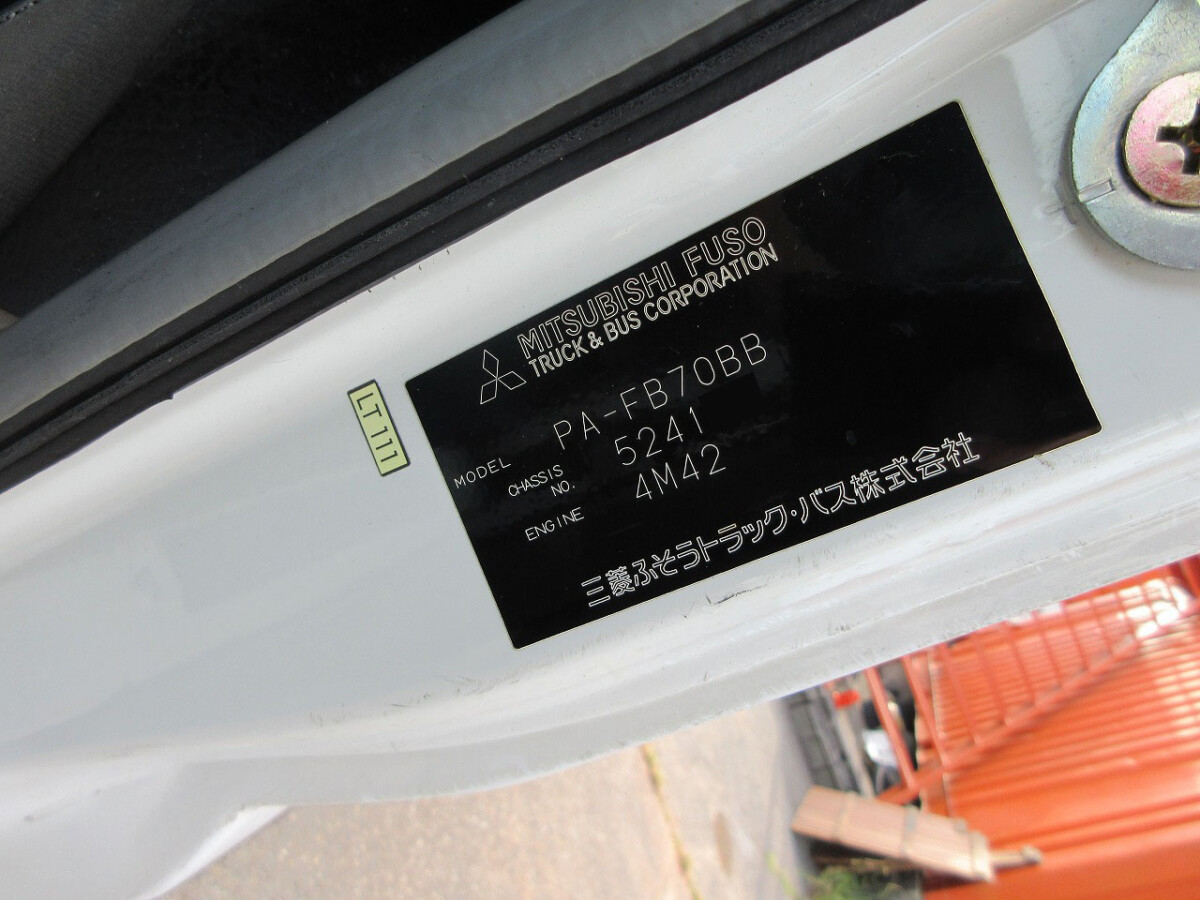 MITSUBISHI FUSO
TRUCK & BUS CORPORATION
MODEL PA-FB70BB
CHASSIS NO. 5241
ENGINE 4M42
三菱ふそうトラック・バス株式会社
LT111